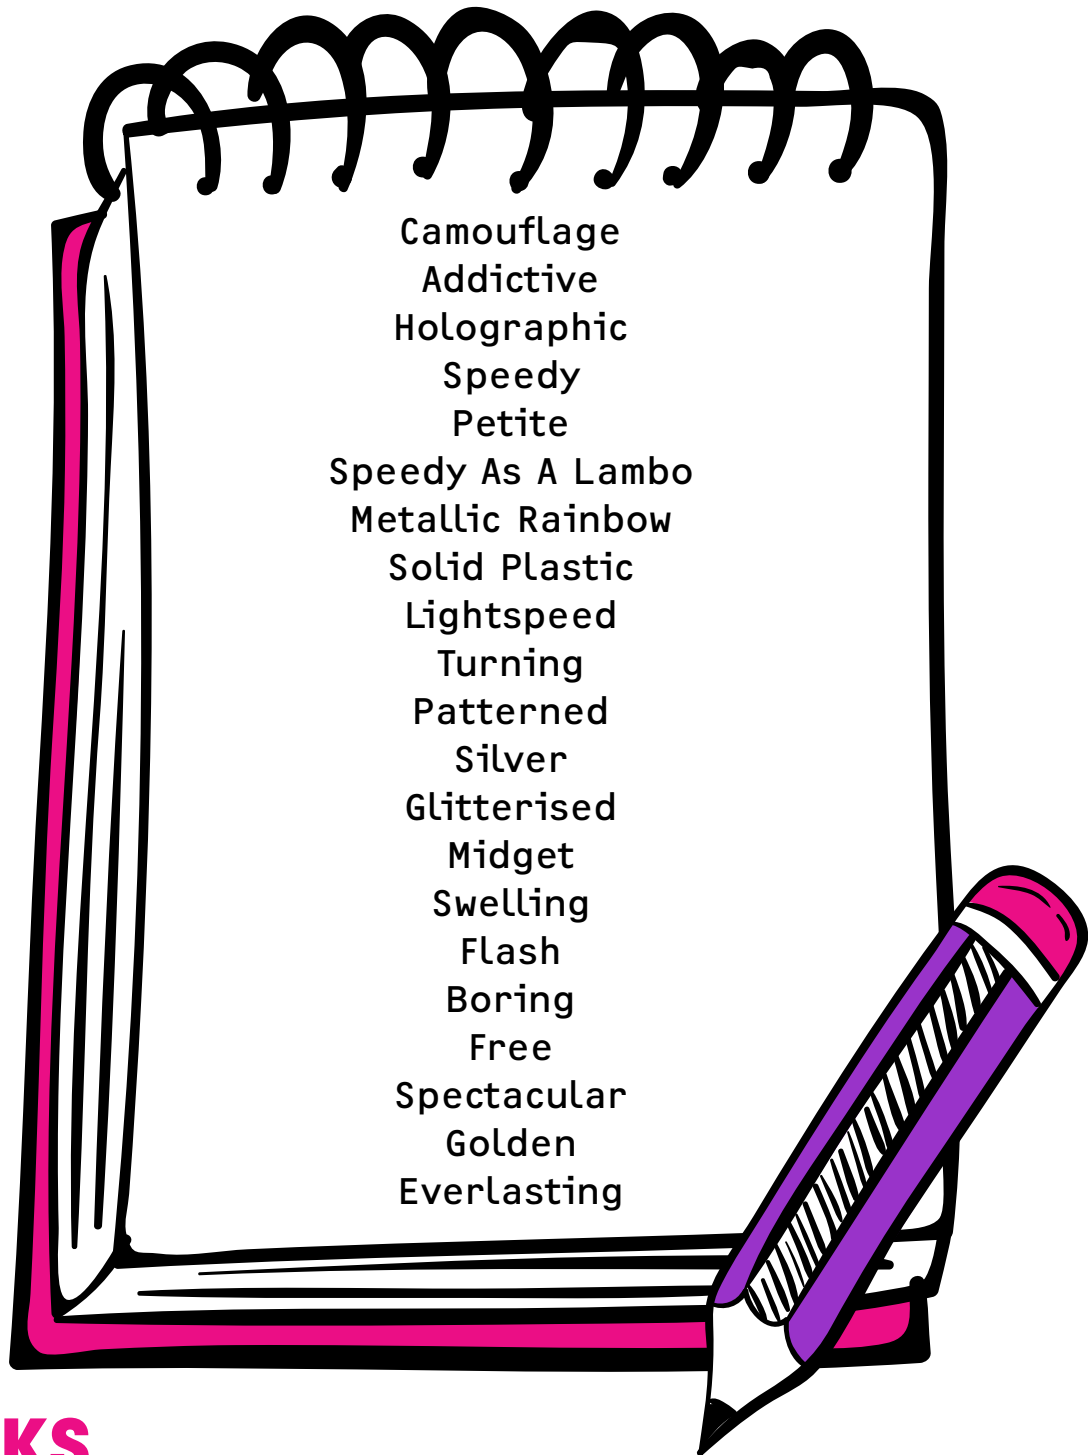 Camouflage
Addictive
Holographic
Speedy
Petite
Speedy As A Lambo
Metallic Rainbow
Solid Plastic
Lightspeed
Turning
Patterned
Silver
Glitterised
Midget
Swelling
Flash
Boring
Free
Spectacular
Golden
Everlasting
KS